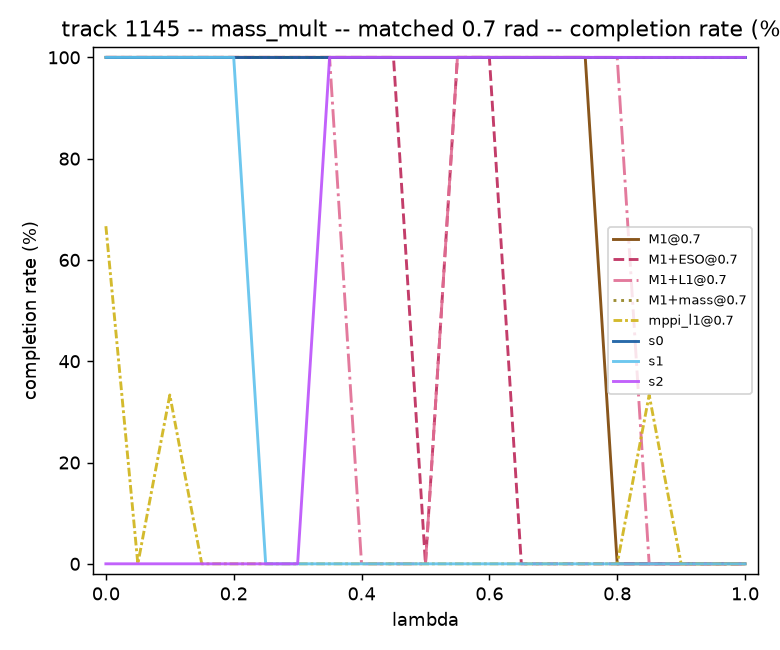 track 1145 -- mass_mult -- matched 0.7 rad -- completion rate (%
completion rate (%)
100
80
60
40
20
0
0.0
0.2
0.4
0.6
0.8
1.0
lambda
M1@0.7
M1+ESO@0.7
M1+L1@0.7
M1+mass@0.7
mppi_l1@0.7
s0
s1
s2